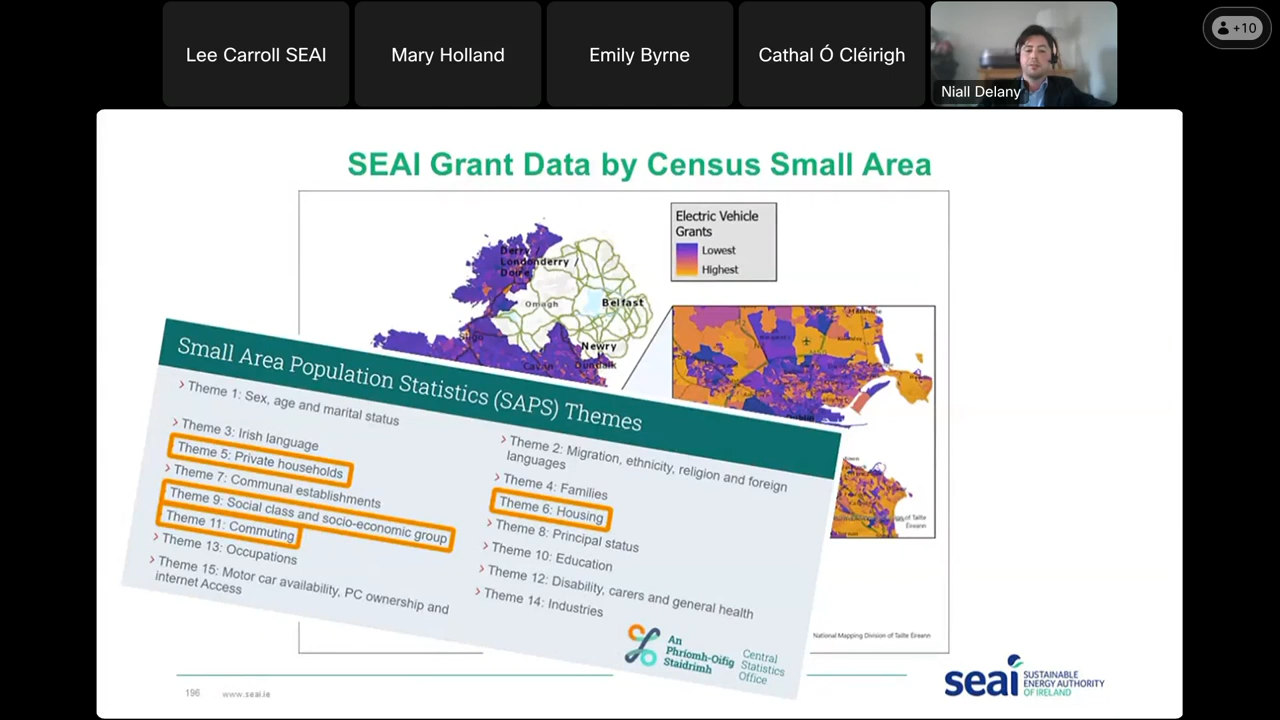 Lee Carroll SEAI
Mary Holland
Emily Byrne
Cathal Ó Cléirigh
Niall Delany
+10
SEAI Grant Data by Census Small Area
Electric Vehicle
Grants
Lowest
Highest
Derry /
Londonderry /
Doire
Omagh
Belfast
Newry
Sligo
Cavan
Dundalk
Small Area Population Statistics (SAPS) Themes
Theme 1: Sex, age and marital status
Theme 3: Irish language
Theme 5: Private households
Theme 7: Communal establishments
Theme 9: Social class and socio-economic group
Theme 11: Commuting
Theme 13: Occupations
Theme 15: Motor car availability, PC ownership and
internet Access
Theme 2: Migration, ethnicity, religion and foreign
languages
Theme 4: Families
Theme 6: Housing
Theme 8: Principal status
Theme 10: Education
Theme 12: Disability, carers and general health
Theme 14: Industries
An
Phríomh-Oifig
Staidrimh
Central
Statistics
Office
of Tailte
Éireann
National Mapping Division of Tailte Éireann
196
www.seai.ie
seai
SUSTAINABLE
ENERGY AUTHORITY
OF IRELAND